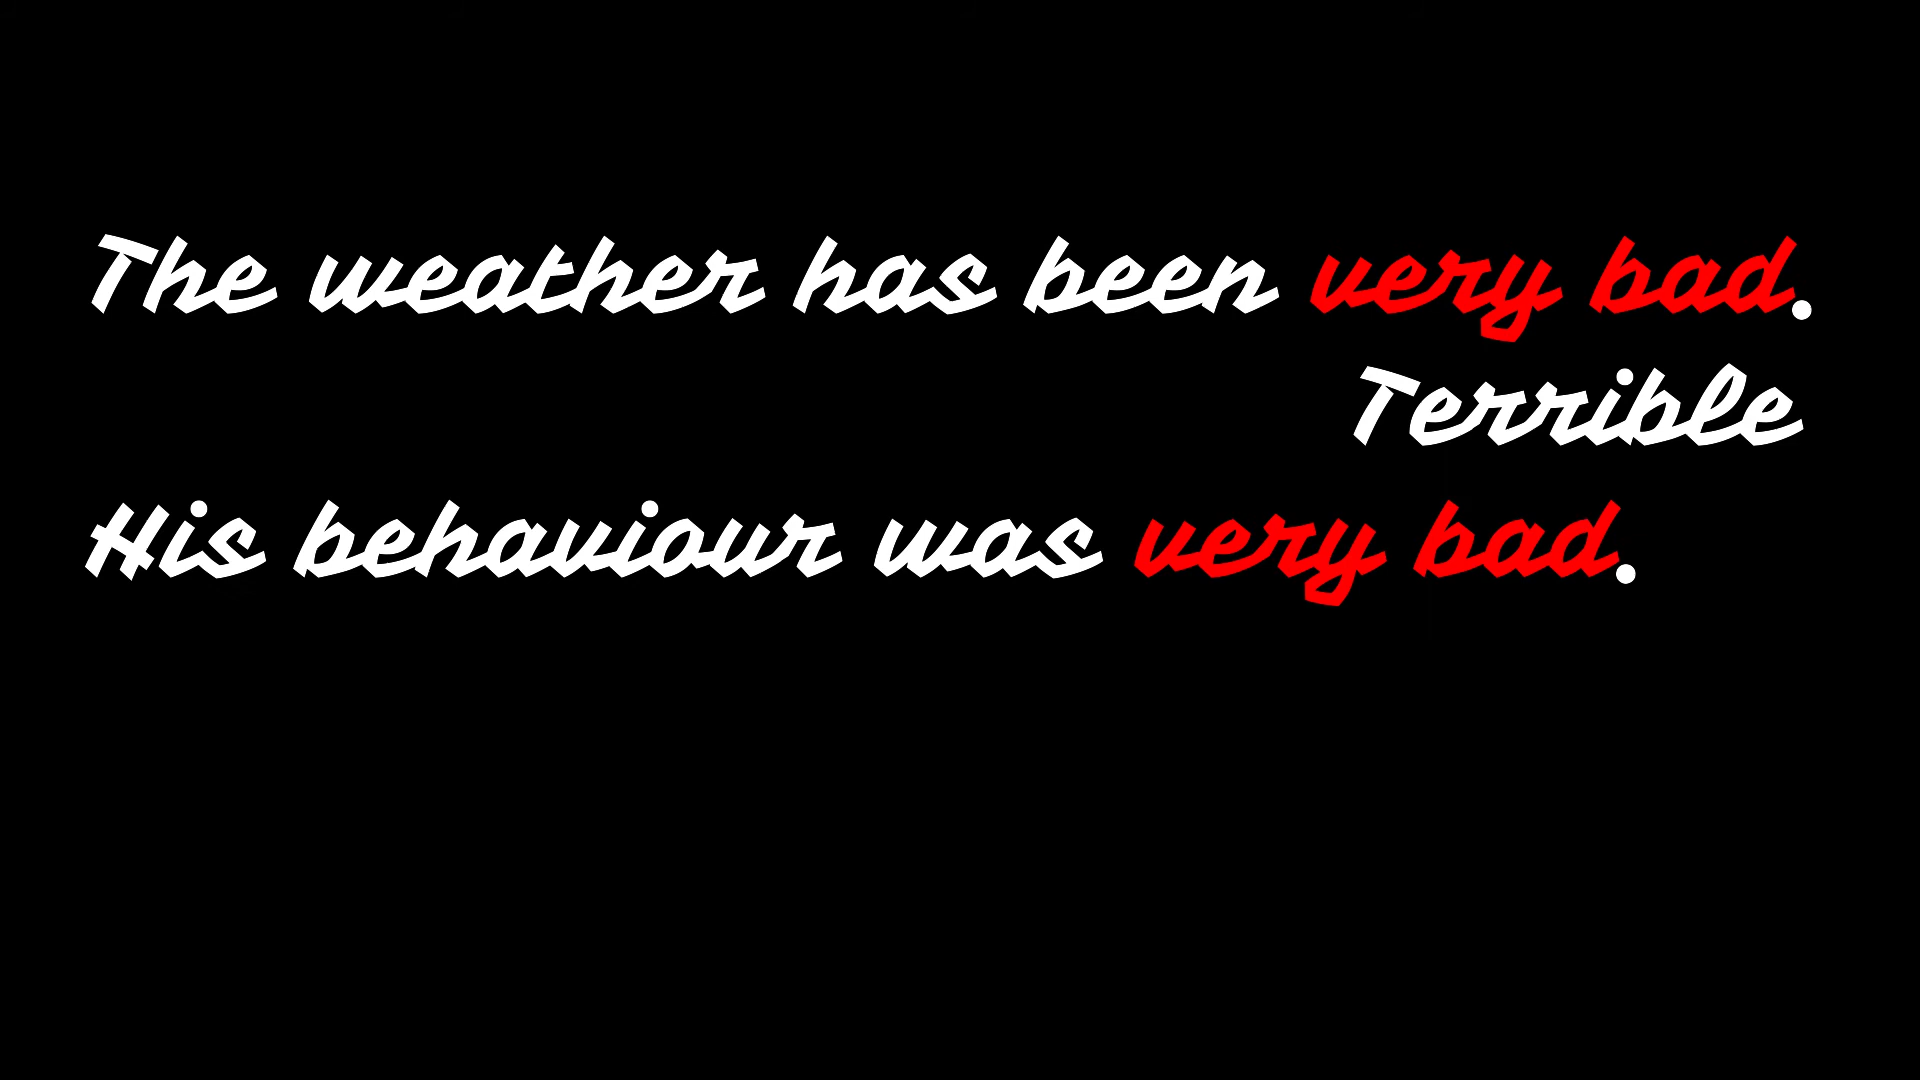 The weather has been very bad.
Terrible
His behaviour was very bad.